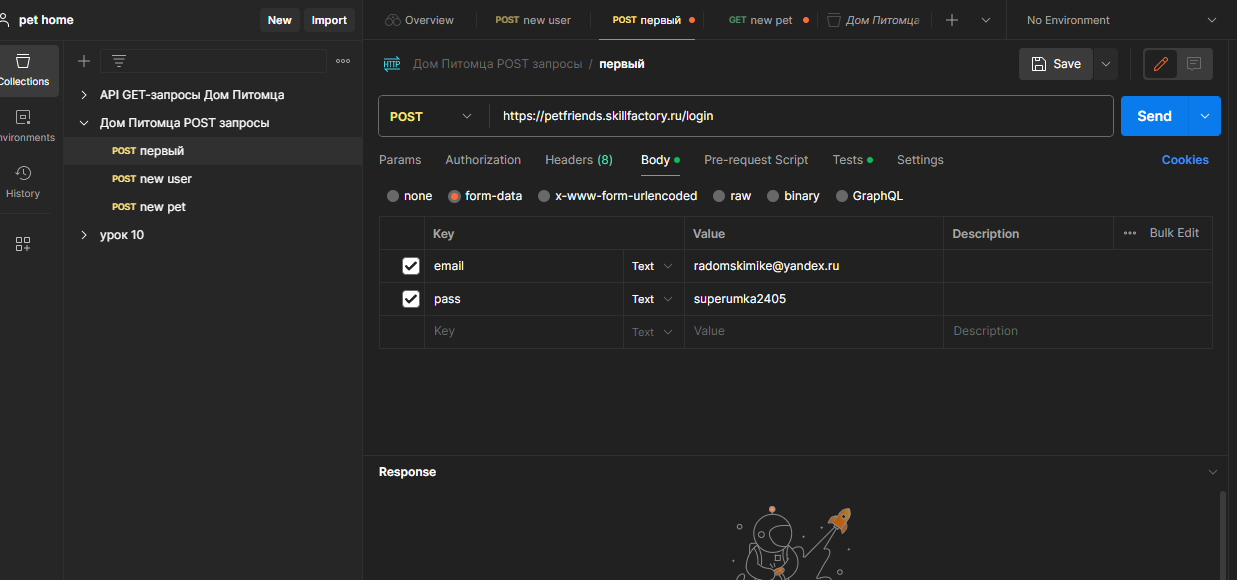 pet home New Import Overview POST new user POST первый GET new pet Дом Питомца No Environment
Collections
Дом Питомца POST запросы / первый Save
API GET-запросы Дом Питомца
Дом Питомца POST запросы
POST https://petfriends.skillfactory.ru/login Send
nvironments
POST первый
Params Authorization Headers (8) Body Pre-request Script Tests Settings Cookies
POST new user
History
none form-data x-www-form-urlencoded raw binary GraphQL
POST new pet
урок 10
Key Value Description Bulk Edit
email Text radomskimike@yandex.ru
pass Text superumka2405
Key Text Value Description
Response